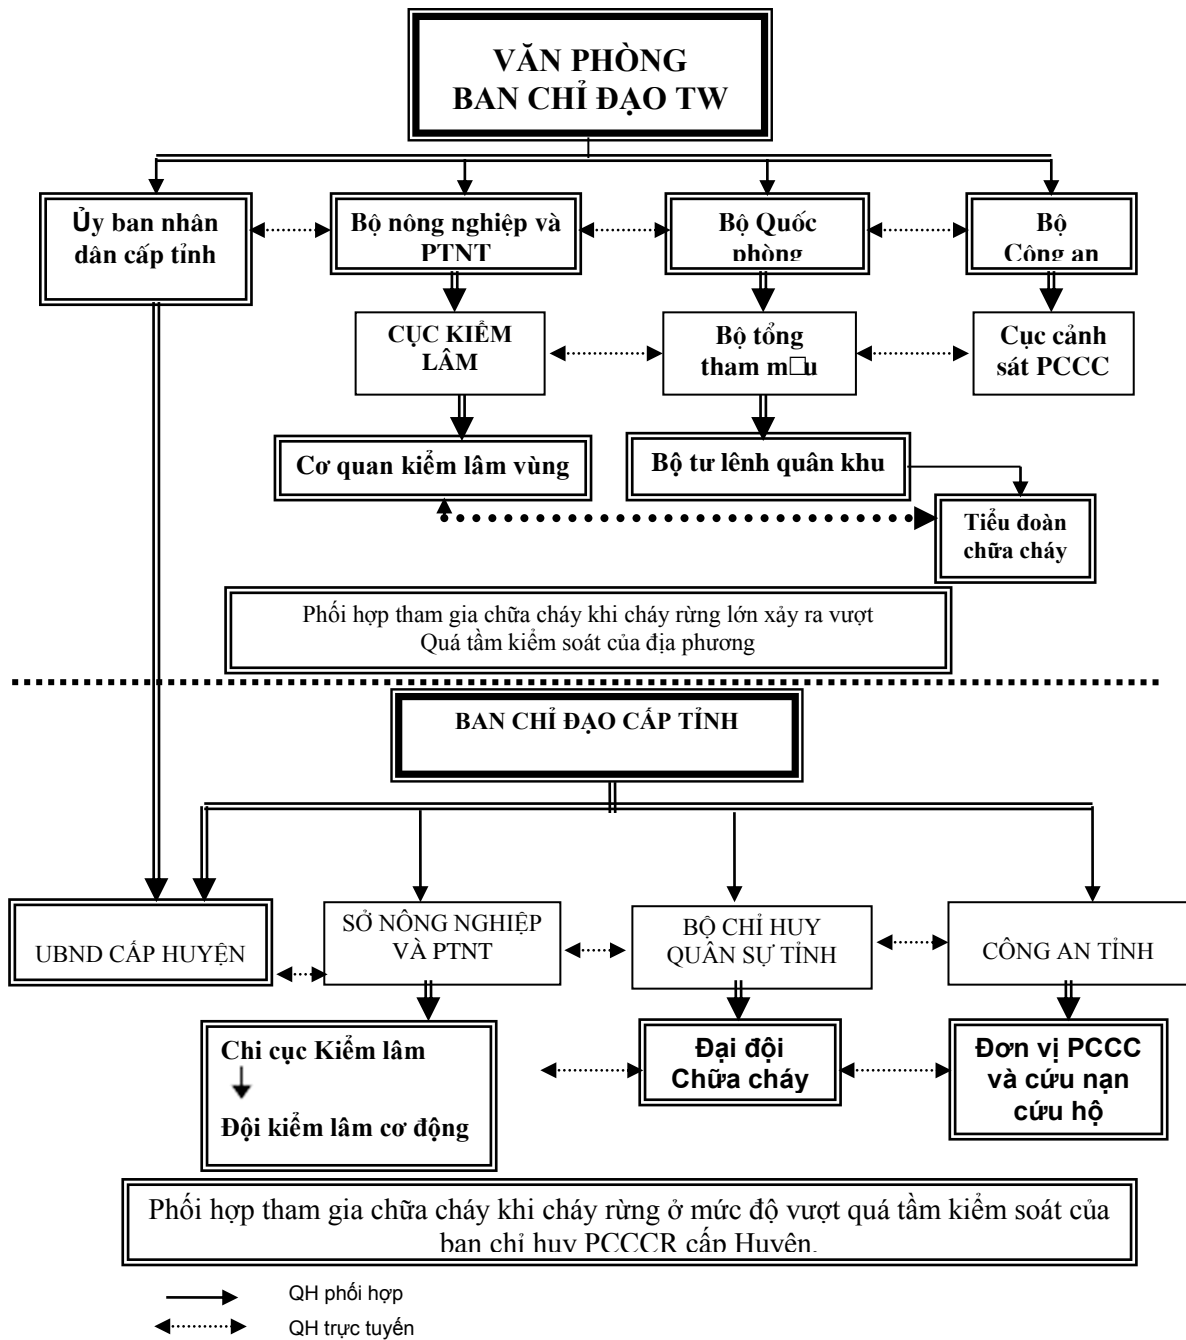 VĂN PHÒNG
BAN CHỈ ĐẠO TW
Ủy ban nhân
dân cấp tỉnh
Bộ nông nghiệp và
PTNT
Bộ Quốc
phòng
Bộ
Công an
CỤC KIỂM
LÂM
Bộ tổng
tham m□u
Cục cảnh
sát PCCC
Cơ quan kiểm lâm vùng
Bộ tư lênh quân khu
Tiểu đoàn
chữa cháy
Phối hợp tham gia chữa cháy khi cháy rừng lớn xảy ra vượt
Quá tầm kiểm soát của địa phương
BAN CHỈ ĐẠO CẤP TỈNH
UBND CẤP HUYỆN
SỞ NÔNG NGHIỆP
VÀ PTNT
BỘ CHỈ HUY
QUÂN SỰ TỈNH
CÔNG AN TỈNH
Chi cục Kiểm lâm
Đội kiểm lâm cơ động
Đại đội
Chữa cháy
Đơn vị PCCC
và cứu nạn
cứu hộ
Phối hợp tham gia chữa cháy khi cháy rừng ở mức độ vượt quá tầm kiểm soát của
ban chỉ huy PCCCR cấp Huyện.
QH phối hợp
QH trực tuyến